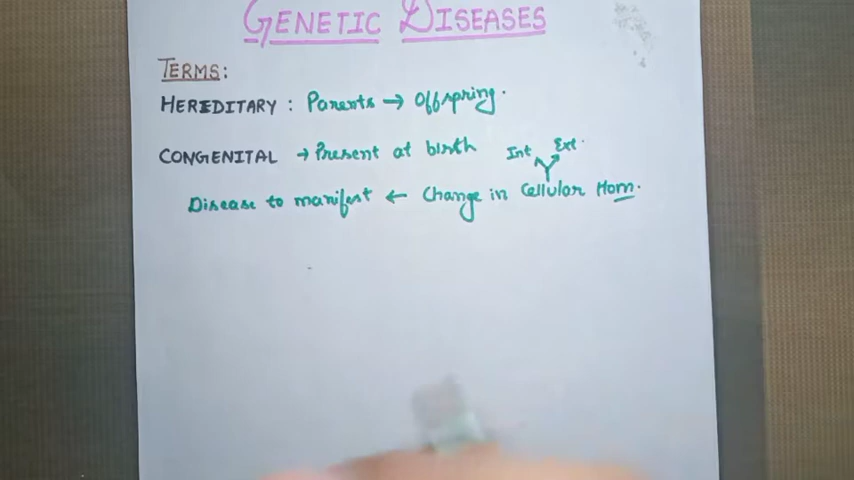 GENETIC DISEASES
TERMS:
HEREDITARY : Parents → Offspring.
CONGENITAL → Present at birth
Int Ext.
Disease to manifest ← Change in Cellular Hom.